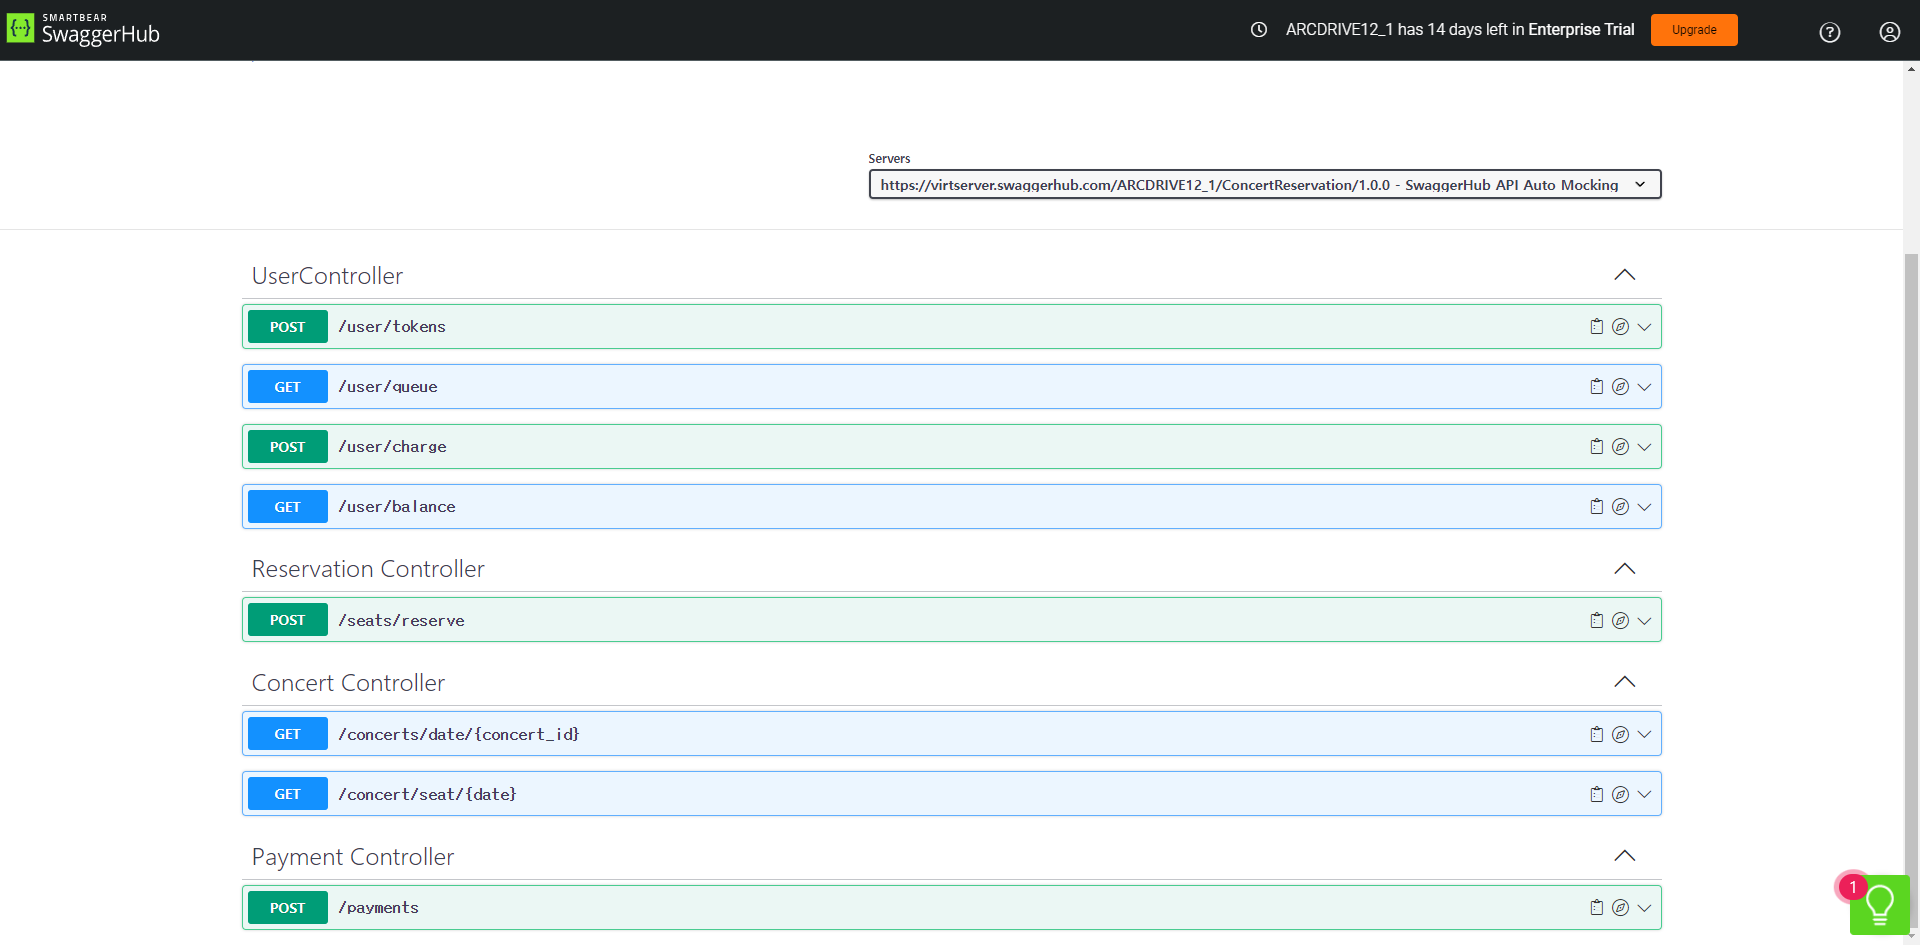 SMARTBEAR
SwaggerHub
ARCDRIVE12_1 has 14 days left in Enterprise Trial
Upgrade
?
Servers
https://virtserver.swaggerhub.com/ARCDRIVE12_1/ConcertReservation/1.0.0 - SwaggerHub API Auto Mocking
UserController
POST /user/tokens
GET /user/queue
POST /user/charge
GET /user/balance
Reservation Controller
POST /seats/reserve
Concert Controller
GET /concerts/date/{concert_id}
GET /concert/seat/{date}
Payment Controller
1
POST /payments